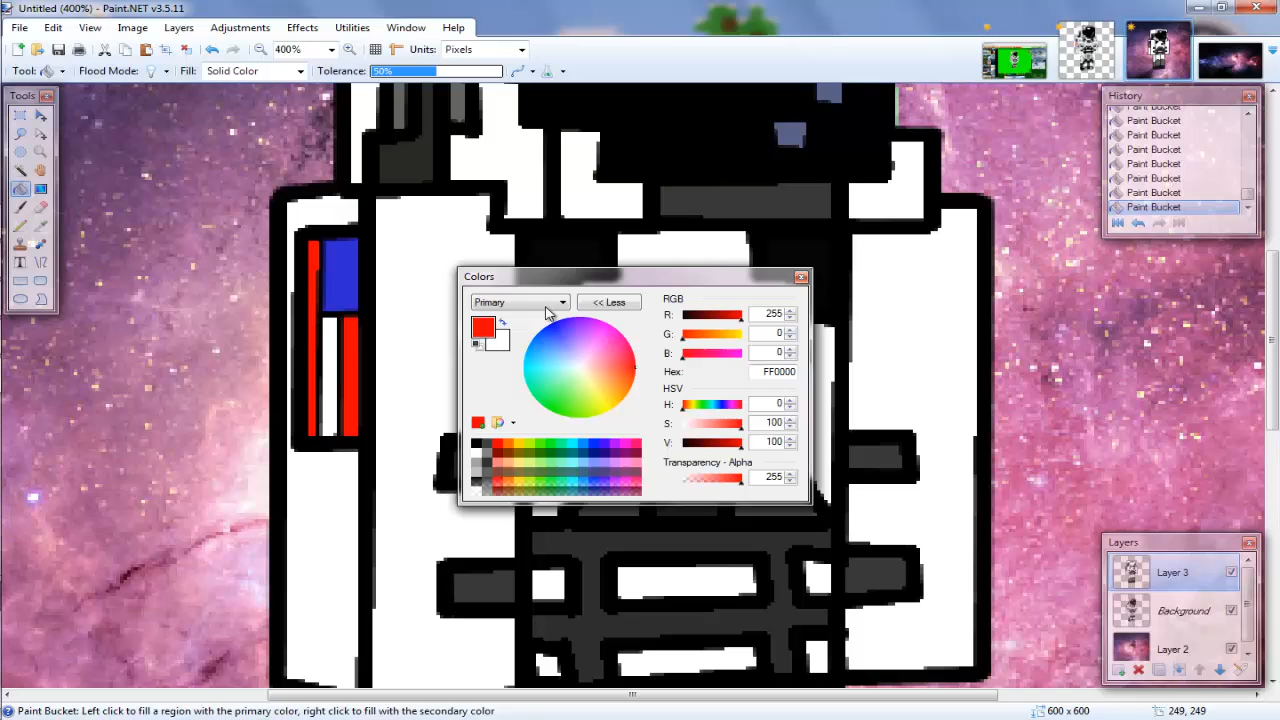 Untitled (400%) - Paint.NET v3.5.11
File Edit View Image Layers Adjustments Effects Utilities Window Help
400% Units: Pixels
Tool: Flood Mode: Fill: Solid Color Tolerance: 50%
Tools
History
Paint Bucket
Paint Bucket
Paint Bucket
Paint Bucket
Paint Bucket
Paint Bucket
Paint Bucket
Paint Bucket
Colors
Primary << Less
RGB
R: 255
G: 0
B: 0
Hex: FF0000
HSV
H: 0
S: 100
V: 100
Transparency - Alpha
255
Layers
Layer 3
Background
Layer 2
Paint Bucket: Left click to fill a region with the primary color, right click to fill with the secondary color 600 x 600 249, 249